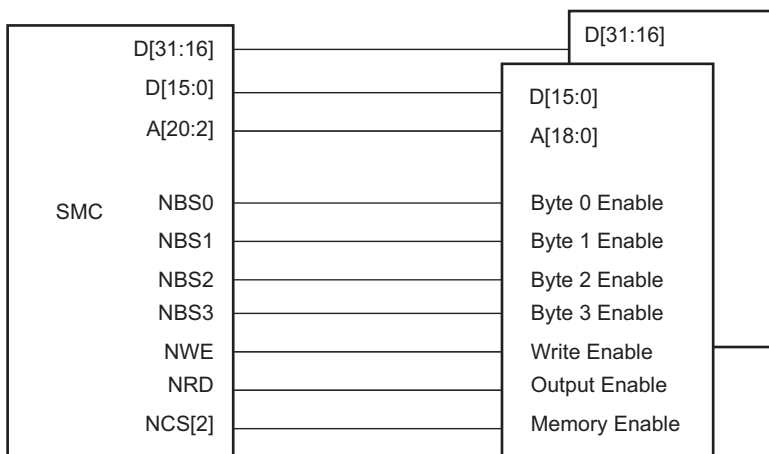 D[31:16] D[31:16]
D[15:0] D[15:0]
A[20:2] A[18:0]
SMC NBS0 Byte 0 Enable
NBS1 Byte 1 Enable
NBS2 Byte 2 Enable
NBS3 Byte 3 Enable
NWE Write Enable
NRD Output Enable
NCS[2] Memory Enable